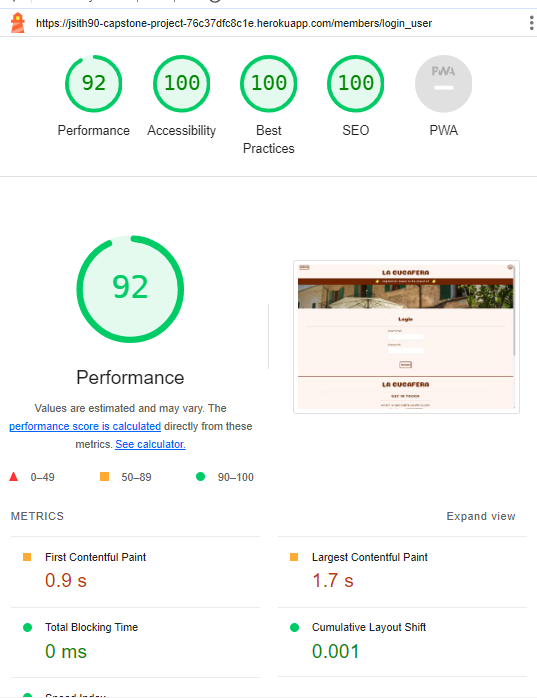 https://jsith90-capstone-project-76c37dfc8c1e.herokuapp.com/members/login_user
92
100
100
100
PWA
Performance
Accessibility
Best
Practices
SEO
PWA
92
Performance
Values are estimated and may vary. The
performance score is calculated directly from these
metrics. See calculator.
0–49
50–89
90–100
LA CUCAFERA
Login
LA CUCAFERA
GET IN TOUCH
METRICS
Expand view
First Contentful Paint
0.9 s
Largest Contentful Paint
1.7 s
Total Blocking Time
0 ms
Cumulative Layout Shift
0.001
Speed Index